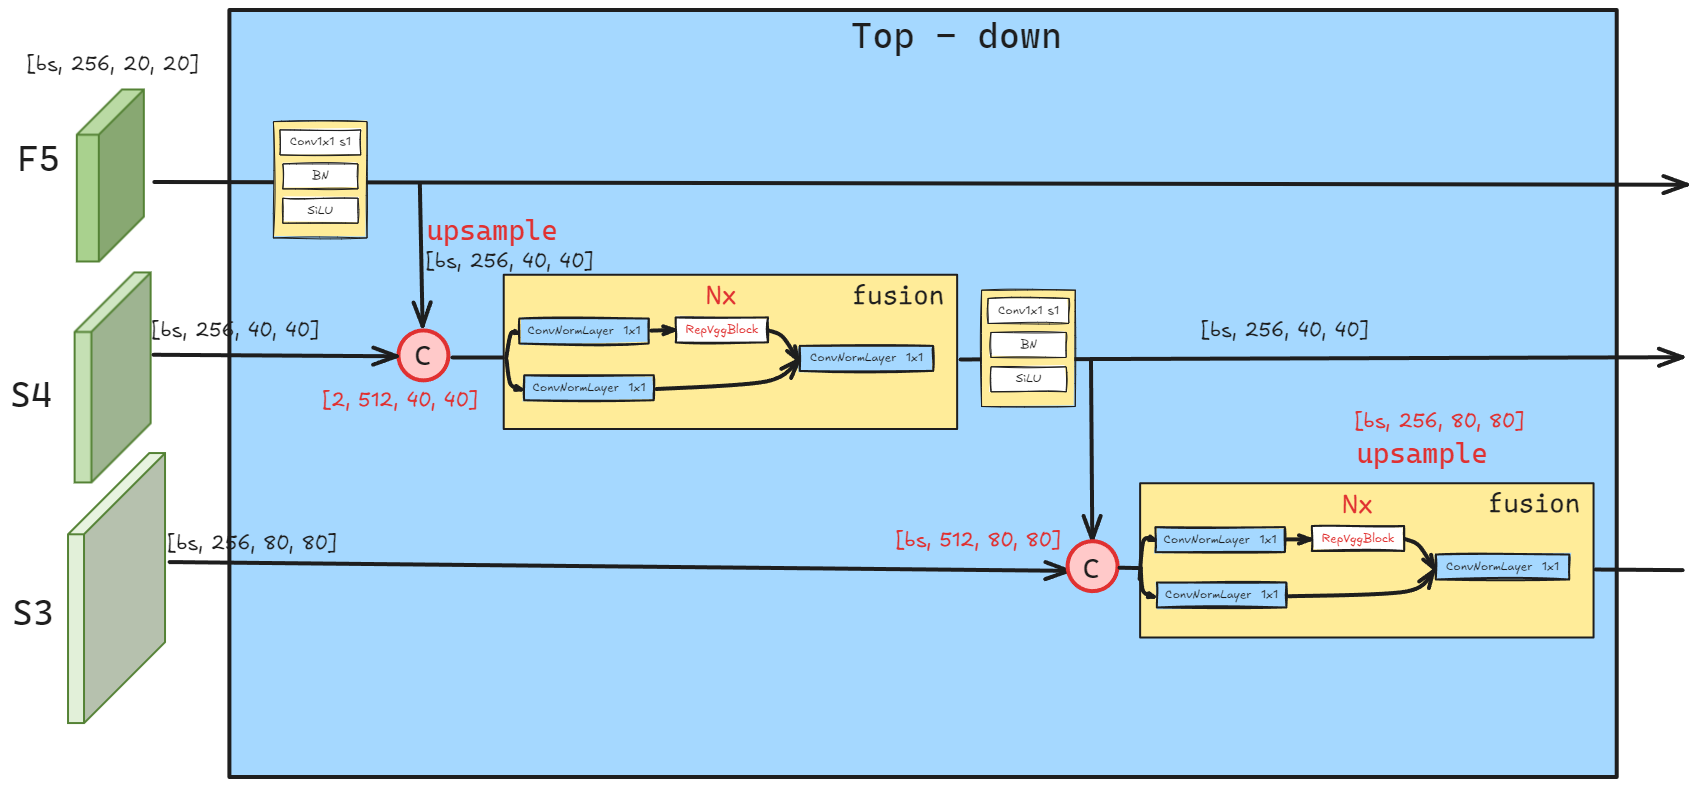 Top - down
[bs, 256, 20, 20]
F5
Conv1x1 s1
BN
SiLU
upsample
[bs, 256, 40, 40]
S4
[bs, 256, 40, 40]
C
[2, 512, 40, 40]
Nx
fusion
ConvNormLayer 1x1
RepVggBlock
ConvNormLayer 1x1
ConvNormLayer 1x1
Conv1x1 s1
BN
SiLU
[bs, 256, 40, 40]
[bs, 256, 80, 80]
upsample
S3
[bs, 256, 80, 80]
[bs, 512, 80, 80]
C
Nx
fusion
ConvNormLayer 1x1
RepVggBlock
ConvNormLayer 1x1
ConvNormLayer 1x1